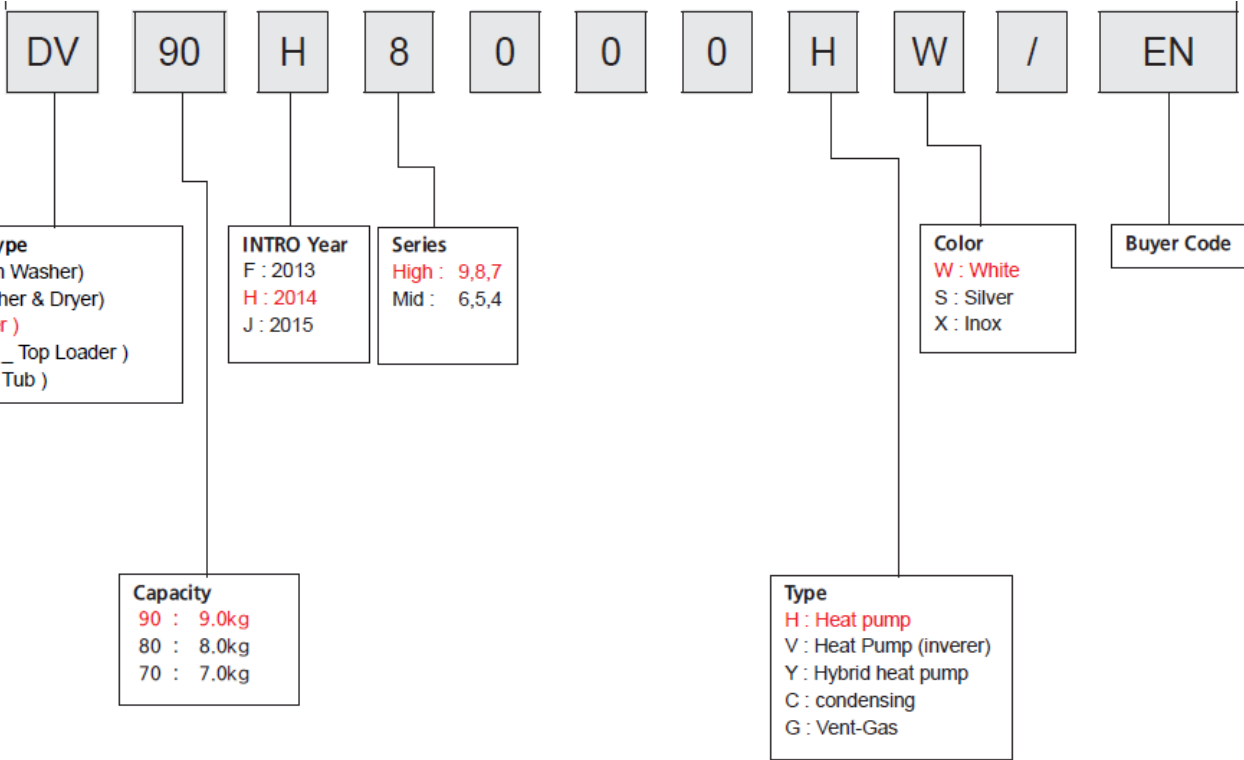 DV 90 H 8 0 0 0 H W / EN
Washer)
& Dryer)
)
_ Top Loader )
Tub )
INTRO Year
F : 2013
H : 2014
J : 2015
Series
High : 9,8,7
Mid : 6,5,4
Color
W : White
S : Silver
X : Inox
Buyer Code
Capacity
90 : 9.0kg
80 : 8.0kg
70 : 7.0kg
Type
H : Heat pump
V : Heat Pump (inverer)
Y : Hybrid heat pump
C : condensing
G : Vent-Gas